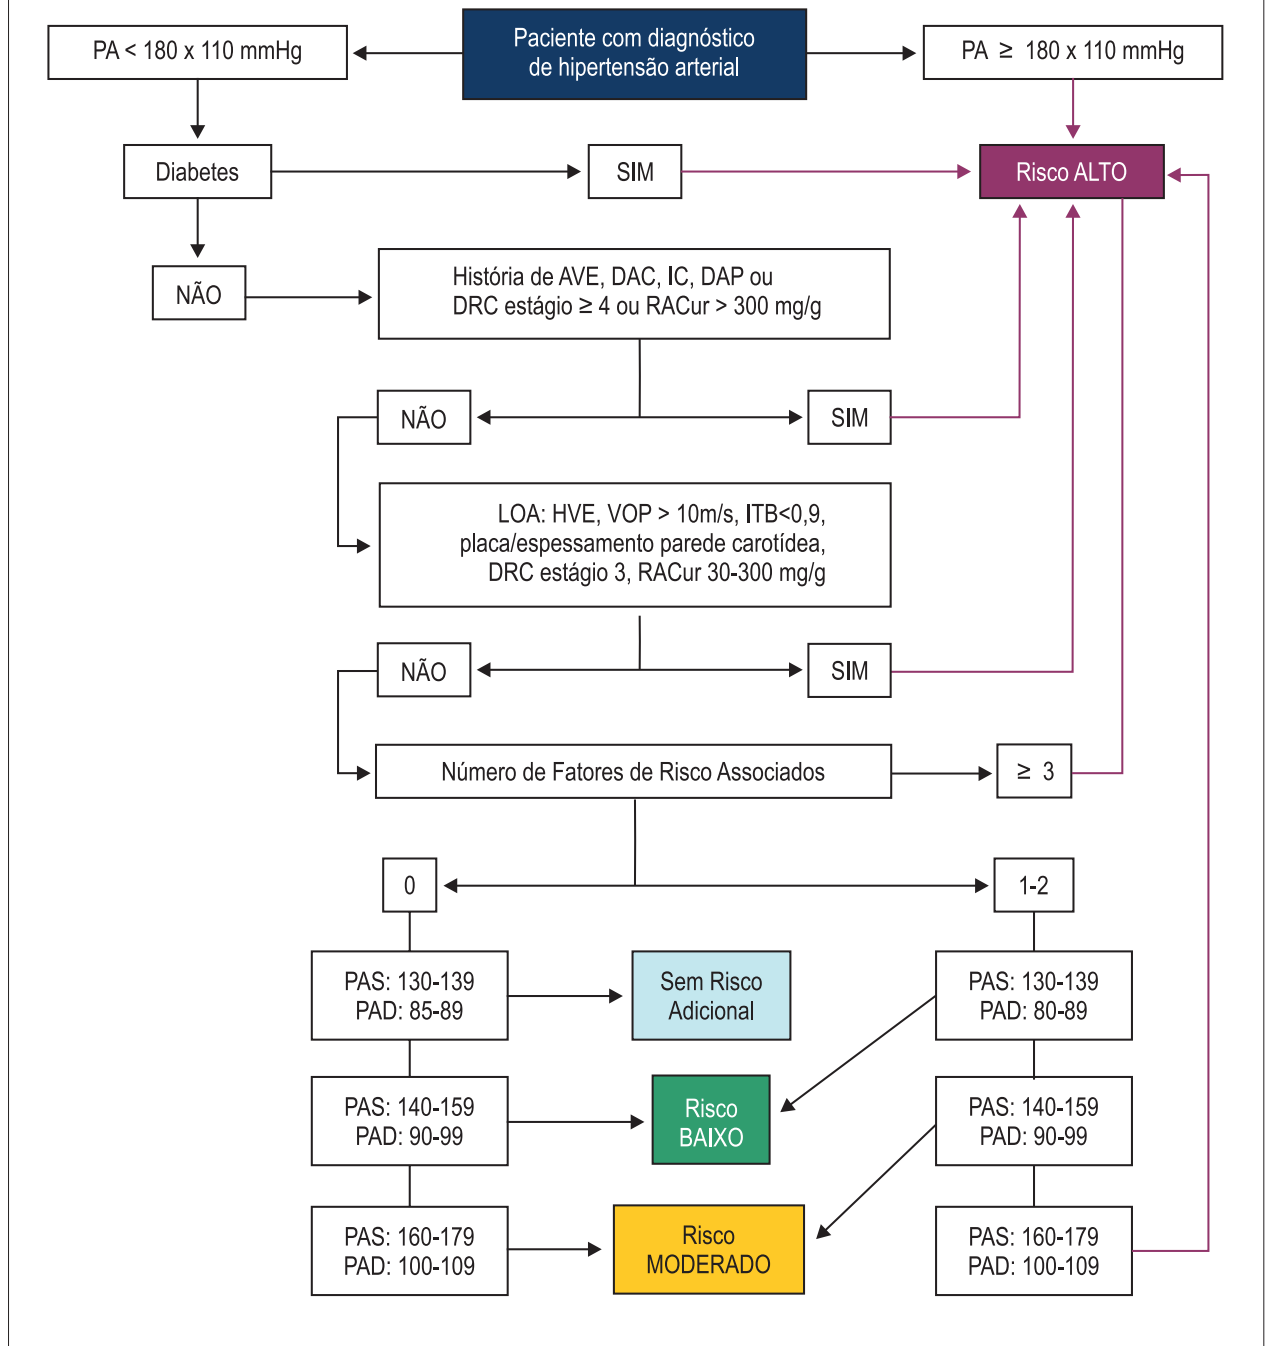 PA < 180 x 110 mmHg
Paciente com diagnóstico
de hipertensão arterial
PA ≥ 180 x 110 mmHg
Diabetes
SIM
Risco ALTO
NÃO
História de AVE, DAC, IC, DAP ou
DRC estágio ≥ 4 ou RACur > 300 mg/g
NÃO
SIM
LOA: HVE, VOP > 10m/s, ITB<0,9,
placa/espessamento parede carotídea,
DRC estágio 3, RACur 30-300 mg/g
NÃO
SIM
Número de Fatores de Risco Associados
≥ 3
0
1-2
PAS: 130-139
PAD: 85-89
Sem Risco
Adicional
PAS: 130-139
PAD: 80-89
PAS: 140-159
PAD: 90-99
Risco
BAIXO
PAS: 140-159
PAD: 90-99
PAS: 160-179
PAD: 100-109
Risco
MODERADO
PAS: 160-179
PAD: 100-109